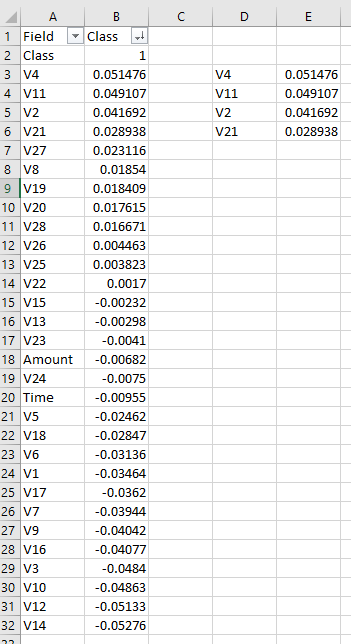 A B C D E
1 Field Class
2 Class 1
3 V4 0.051476 V4 0.051476
4 V11 0.049107 V11 0.049107
5 V2 0.041692 V2 0.041692
6 V21 0.028938 V21 0.028938
7 V27 0.023116
8 V8 0.01854
9 V19 0.018409
10 V20 0.017615
11 V28 0.016671
12 V26 0.004463
13 V25 0.003823
14 V22 0.0017
15 V15 -0.00232
16 V13 -0.00298
17 V23 -0.0041
18 Amount -0.00682
19 V24 -0.0075
20 Time -0.00955
21 V5 -0.02462
22 V18 -0.02847
23 V6 -0.03136
24 V1 -0.03464
25 V17 -0.0362
26 V7 -0.03944
27 V9 -0.04042
28 V16 -0.04077
29 V3 -0.0484
30 V10 -0.04863
31 V12 -0.05133
32 V14 -0.05276